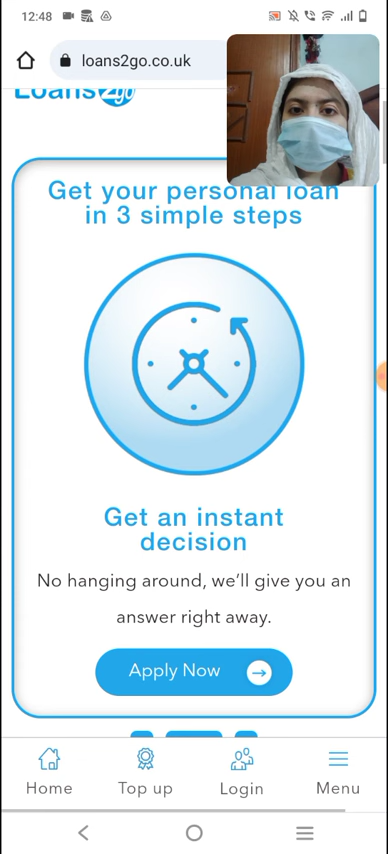 12:48
loans2go.co.uk
Loans2go
Get your personal loan
in 3 simple steps
Get an instant
decision
No hanging around, we’ll give you an
answer right away.
Apply Now
Home
Top up
Login
Menu